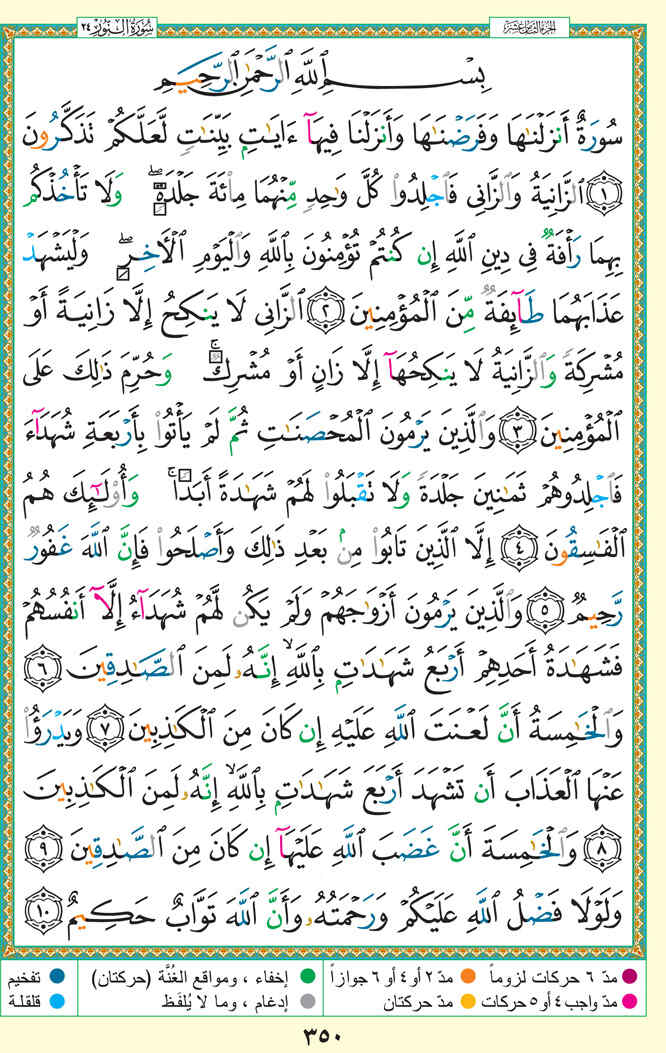 سُورَةُ النُّورِ ٢٤
الجزء الثامن عشر
بِسْمِ ٱللَّهِ ٱلرَّحْمَٰنِ ٱلرَّحِيمِ
سُورَةٌ أَنزَلْنَٰهَا وَفَرَضْنَٰهَا وَأَنزَلْنَا فِيهَآ ءَايَٰتٍۭ بَيِّنَٰتٍ لَّعَلَّكُمْ تَذَكَّرُونَ
١ ٱلزَّانِيَةُ وَٱلزَّانِى فَٱجْلِدُوا۟ كُلَّ وَٰحِدٍ مِّنْهُمَا مِا۟ئَةَ جَلْدَةٍ ۖ وَلَا تَأْخُذْكُم
بِهِمَا رَأْفَةٌ فِى دِينِ ٱللَّهِ إِن كُنتُمْ تُؤْمِنُونَ بِٱللَّهِ وَٱلْيَوْمِ ٱلْءَاخِرِ ۖ وَلْيَشْهَدْ
عَذَابَهُمَا طَآئِفَةٌ مِّنَ ٱلْمُؤْمِنِينَ ٢ ٱلزَّانِى لَا يَنكِحُ إِلَّا زَانِيَةً أَوْ
مُشْرِكَةً وَٱلزَّانِيَةُ لَا يَنكِحُهَآ إِلَّا زَانٍ أَوْ مُشْرِكٌ ۚ وَحُرِّمَ ذَٰلِكَ عَلَى
ٱلْمُؤْمِنِينَ ٣ وَٱلَّذِينَ يَرْمُونَ ٱلْمُحْصَنَٰتِ ثُمَّ لَمْ يَأْتُوا۟ بِأَرْبَعَةِ شُهَدَآءَ
فَٱجْلِدُوهُمْ ثَمَٰنِينَ جَلْدَةً وَلَا تَقْبَلُوا۟ لَهُمْ شَهَٰدَةً أَبَدًا ۚ وَأُو۟لَٰٓئِكَ هُمُ
ٱلْفَٰسِقُونَ ٤ إِلَّا ٱلَّذِينَ تَابُوا۟ مِنۢ بَعْدِ ذَٰلِكَ وَأَصْلَحُوا۟ فَإِنَّ ٱللَّهَ غَفُورٌ
رَّحِيمٌ ٥ وَٱلَّذِينَ يَرْمُونَ أَزْوَٰجَهُمْ وَلَمْ يَكُن لَّهُمْ شُهَدَآءُ إِلَّآ أَنفُسُهُمْ
فَشَهَٰدَةُ أَحَدِهِمْ أَرْبَعُ شَهَٰدَٰتٍۭ بِٱللَّهِ ۙ إِنَّهُۥ لَمِنَ ٱلصَّٰدِقِينَ ٦
وَٱلْخَٰمِسَةُ أَنَّ لَعْنَتَ ٱللَّهِ عَلَيْهِ إِن كَانَ مِنَ ٱلْكَٰذِبِينَ ٧ وَيَدْرَؤُا۟
عَنْهَا ٱلْعَذَابَ أَن تَشْهَدَ أَرْبَعَ شَهَٰدَٰتٍۭ بِٱللَّهِ ۙ إِنَّهُۥ لَمِنَ ٱلْكَٰذِبِينَ
٨ وَٱلْخَٰمِسَةَ أَنَّ غَضَبَ ٱللَّهِ عَلَيْهَآ إِن كَانَ مِنَ ٱلصَّٰدِقِينَ ٩
وَلَوْلَا فَضْلُ ٱللَّهِ عَلَيْكُمْ وَرَحْمَتُهُۥ وَأَنَّ ٱللَّهَ تَوَّابٌ حَكِيمٌ ١٠
مدّ ٦ حركات لزوماً مدّ ٢ أو ٤ أو ٦ جوازاً إخفاء ، ومواقع الغُنَّة (حركتان) تفخيم
مدّ واجب ٤ أو ٥ حركات مدّ حركتان إدغام ، وما لا يُلفَظ قلقلة
٣٥٠